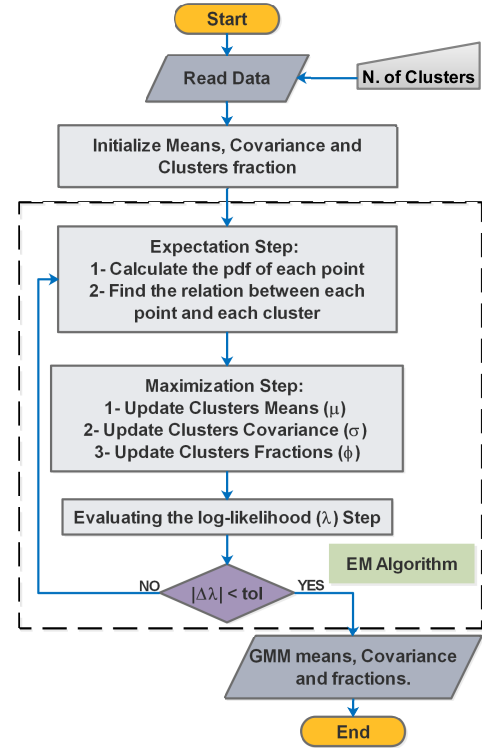 Start
Read Data
N. of Clusters
Initialize Means, Covariance and
Clusters fraction
Expectation Step:
1- Calculate the pdf of each point
2- Find the relation between each
point and each cluster
Maximization Step:
1- Update Clusters Means (μ)
2- Update Clusters Covariance (σ)
3- Update Clusters Fractions (ϕ)
Evaluating the log-likelihood (λ) Step
EM Algorithm
NO
|Δλ| < tol
YES
GMM means, Covariance
and fractions.
End